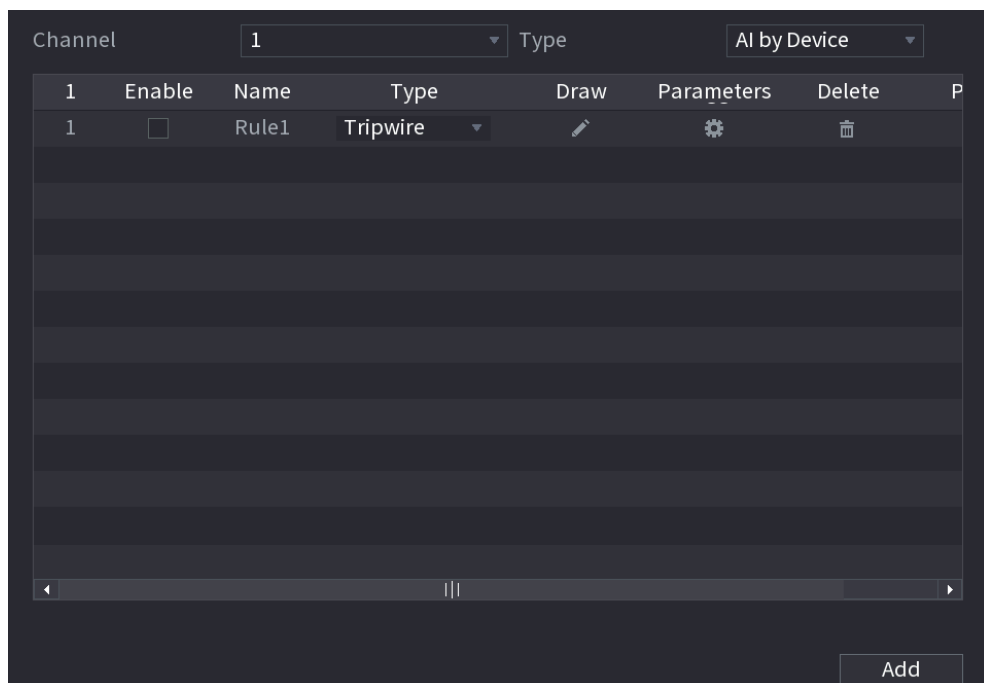 Channel 1 Type AI by Device
1 Enable Name Type Draw Parameters Delete P
1 Rule1 Tripwire
Add